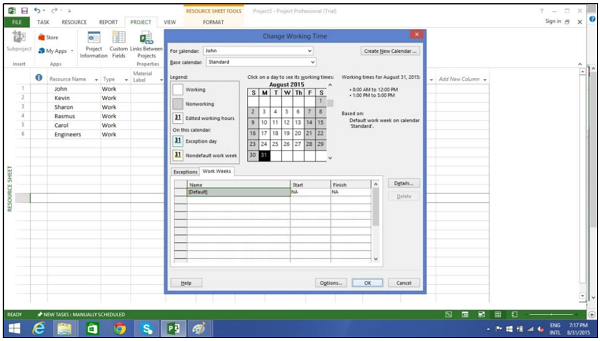 RESOURCE SHEET TOOLS
Project1 - Project Professional (Trial)
FILE TASK RESOURCE REPORT PROJECT VIEW FORMAT
Sign in
Subproject
Store
My Apps
Project Information
Custom Fields
Links Between Projects
Insert Apps Properties
Change Working Time
For calendar: John
Create New Calendar ...
Base calendar: Standard
Legend:
Working
Nonworking
31 Edited working hours
On this calendar:
31 Exception day
31 Nondefault work week
Click on a day to see its working times:
August 2015
S M T W Th F S
1
2 3 4 5 6 7 8
9 10 11 12 13 14 15
16 17 18 19 20 21 22
23 24 25 26 27 28 29
30 31
Working times for August 31, 2015:
• 8:00 AM to 12:00 PM
• 1:00 PM to 5:00 PM
Based on:
Default work week on calendar
'Standard'.
Exceptions Work Weeks
Name Start Finish
[Default] NA NA
Details...
Delete
Help Options... OK Cancel
Resource Name Type Material Label Add New Column
1 John Work
2 Kevin Work
3 Sharon Work
4 Rasmus Work
5 Carol Work
6 Engineers Work
RESOURCE SHEET
READY NEW TASKS : MANUALLY SCHEDULED
ENG 7:17 PM
INTL 8/31/2015